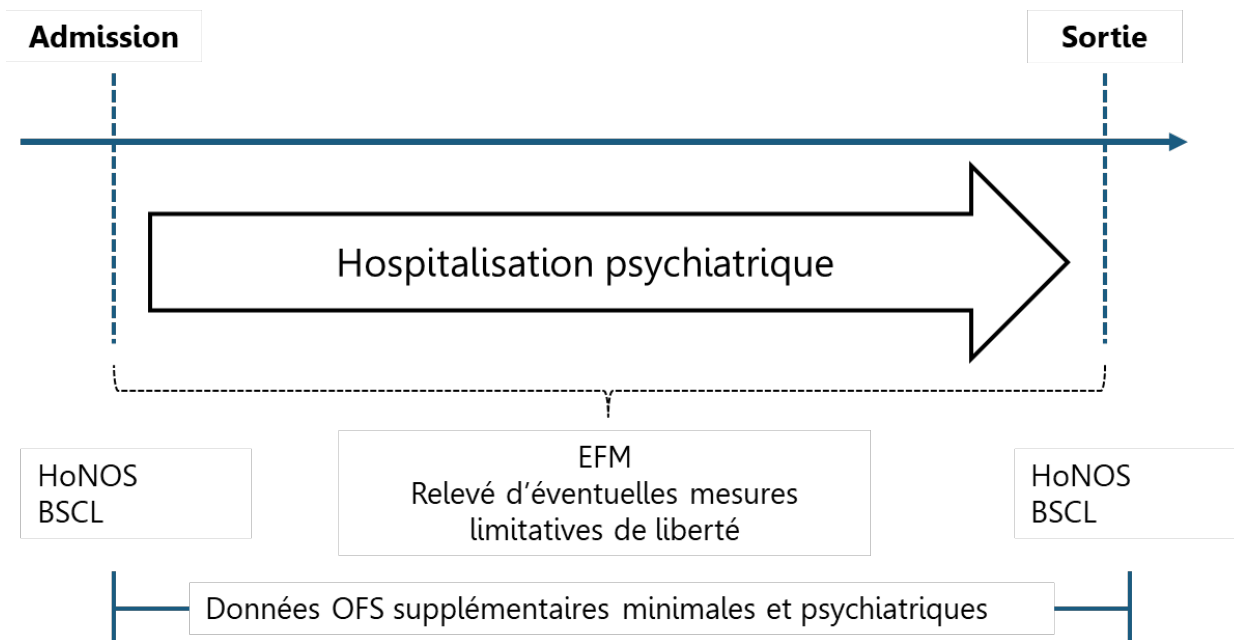 Admission
Sortie
Hospitalisation psychiatrique
EFM
Relevé d'éventuelles mesures
limitatives de liberté
HoNOS
BSCL
HoNOS
BSCL
Données OFS supplémentaires minimales et psychiatriques